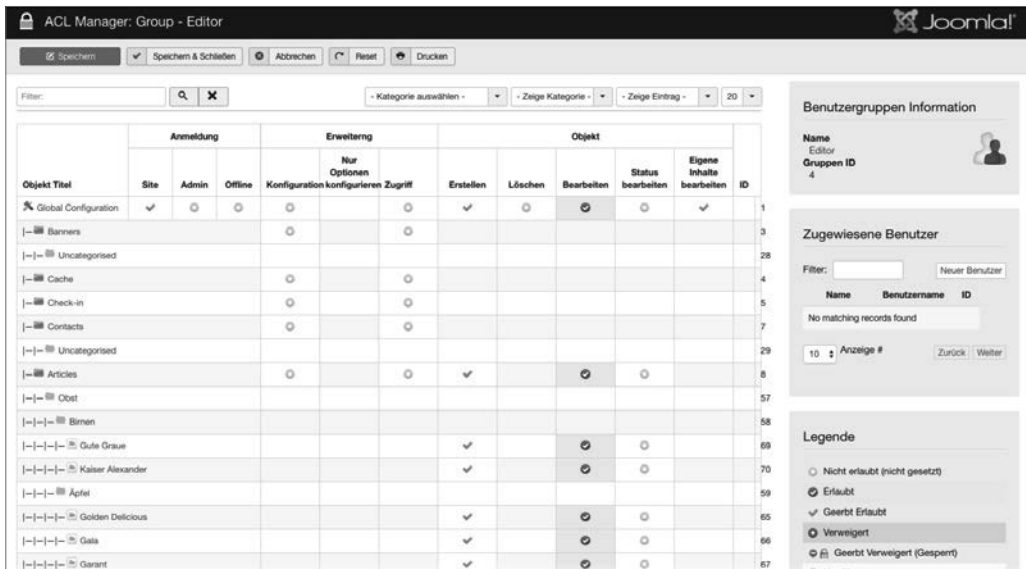 ACL Manager: Group - Editor
Joomla!
Speichern
Speichern & Schließen
Abbrechen
Reset
Drucken
Filter:
- Kategorie auswählen -
- Zeige Kategorie -
- Zeige Eintrag -
20
Anmeldung Erweiterng Objekt
Objekt Titel Site Admin Offline Konfiguration Nur Optionen konfigurieren Zugriff Erstellen Löschen Bearbeiten Status bearbeiten Eigene Inhalte bearbeiten ID
Global Configuration 1
|— Banners 3
|—|— Uncategorised 28
|— Cache 4
|— Check-in 5
|— Contacts 7
|—|— Uncategorised 29
|— Articles 8
|—|— Obst 57
|—|—|— Birnen 58
|—|—|—|— Gute Graue 69
|—|—|—|— Kaiser Alexander 70
|—|—|— Äpfel 59
|—|—|—|— Golden Delicious 65
|—|—|—|— Gala 66
|—|—|—|— Garant 67
Benutzergruppen Information
Name
Editor
Gruppen ID
4
Zugewiesene Benutzer
Filter:
Neuer Benutzer
Name Benutzername ID
No matching records found
10 Anzeige #
Zurück Weiter
Legende
Nicht erlaubt (nicht gesetzt)
Erlaubt
Geerbt Erlaubt
Verweigert
Geerbt Verweigert (Gesperrt)